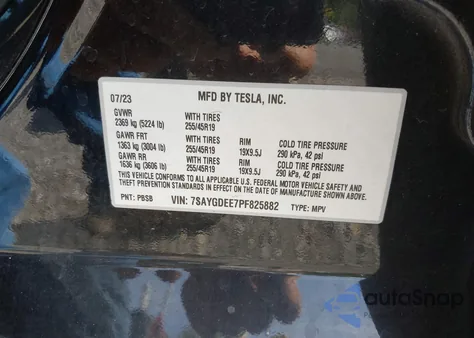 07/23 MFD BY TESLA, INC.
GVWR WITH TIRES
2369 kg (5224 lb) 255/45R19
GAWR FRT WITH TIRES RIM COLD TIRE PRESSURE
1363 kg (3004 lb) 255/45R19 19X9.5J 290 kPa, 42 psi
GAWR RR WITH TIRES RIM COLD TIRE PRESSURE
1636 kg (3606 lb) 255/45R19 19X9.5J 290 kPa, 42 psi
THIS VEHICLE CONFORMS TO ALL APPLICABLE U.S. FEDERAL MOTOR VEHICLE SAFETY AND
THEFT PREVENTION STANDARDS IN EFFECT ON THE DATE OF MANUFACTURE SHOWN ABOVE.
PNT: PBSB VIN: 7SAYGDEE7PF825882 TYPE: MPV
autoSnap